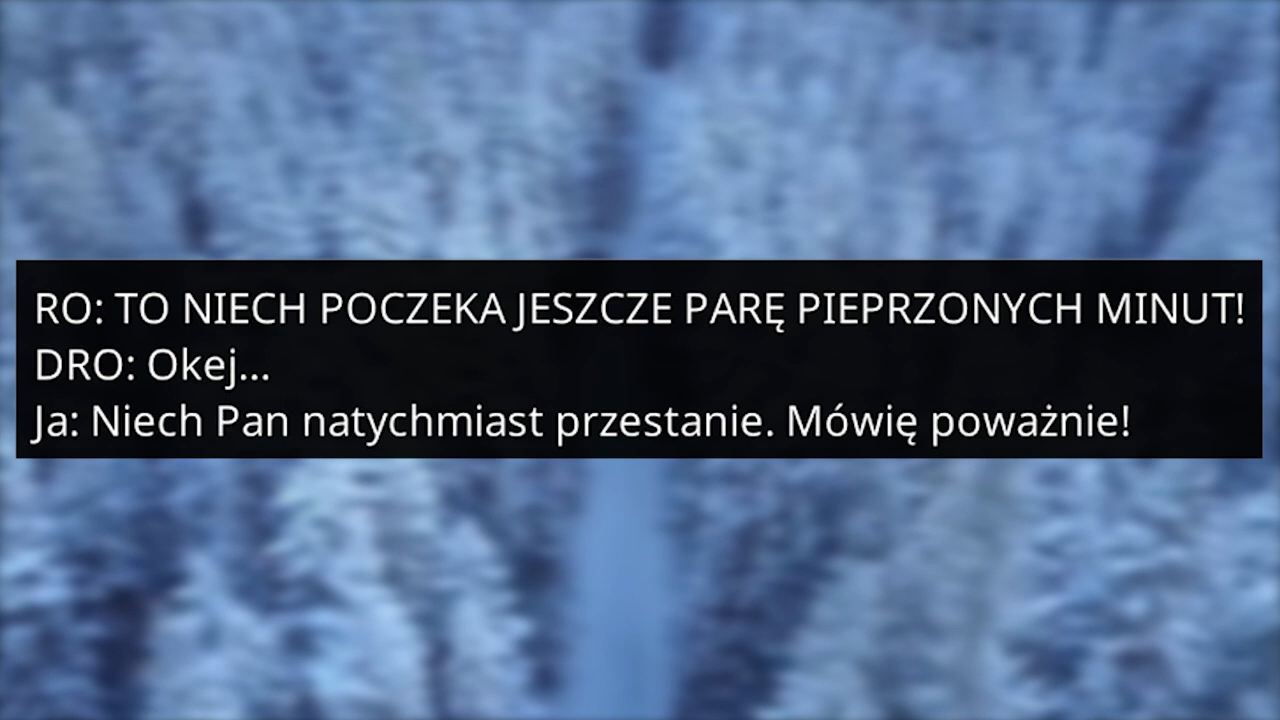 RO: TO NIECH POCZEKA JESZCZE PARĘ PIEPRZONYCH MINUT!
DRO: Okej...
Ja: Niech Pan natychmiast przestanie. Mówię poważnie!